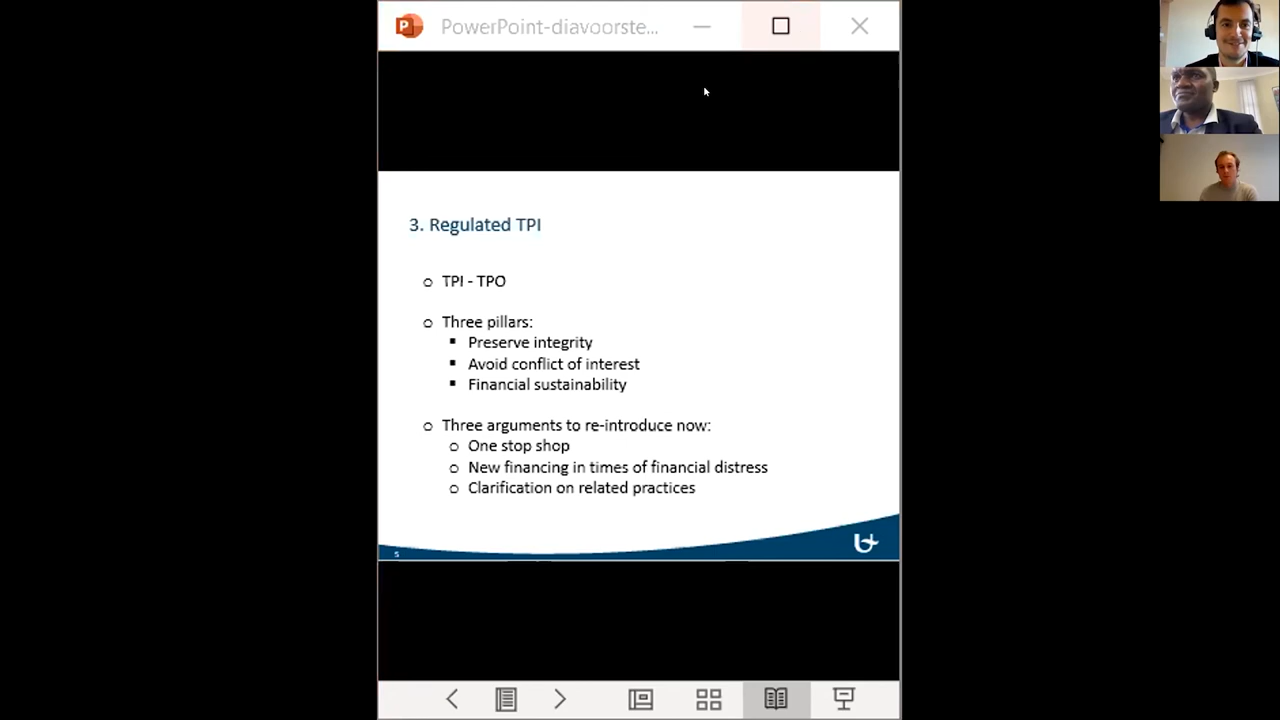 PowerPoint-diavoorste...
3. Regulated TPI
TPI - TPO
Three pillars:
Preserve integrity
Avoid conflict of interest
Financial sustainability
Three arguments to re-introduce now:
One stop shop
New financing in times of financial distress
Clarification on related practices
5